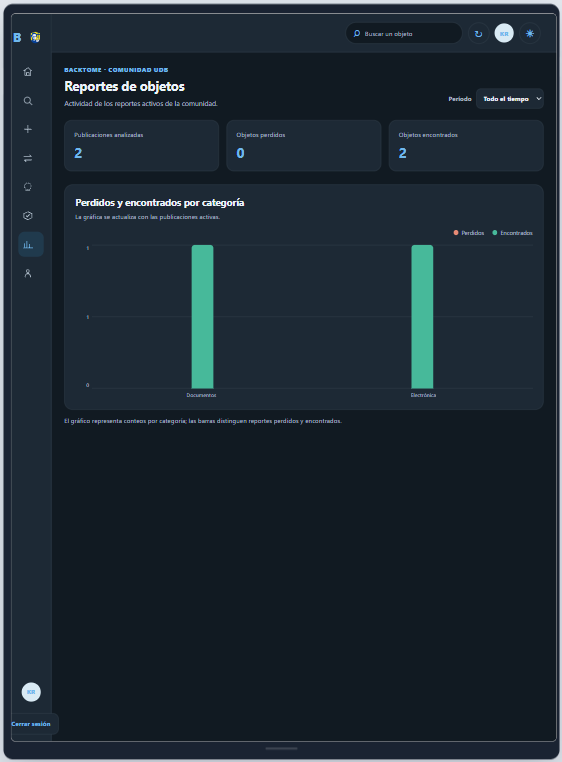 B
Buscar un objeto
RR
BACKTOME · COMUNIDAD UDB
Reportes de objetos
Actividad de los reportes activos de la comunidad.
Periodo
Todo el tiempo
Publicaciones analizadas
2
Objetos perdidos
0
Objetos encontrados
2
Perdidos y encontrados por categoría
La gráfica se actualiza con las publicaciones activas.
Perdidos
Encontrados
1
1
0
Documentos
Electrónica
El gráfico representa conteos por categoría; las barras distinguen reportes perdidos y encontrados.
RR
Cerrar sesión